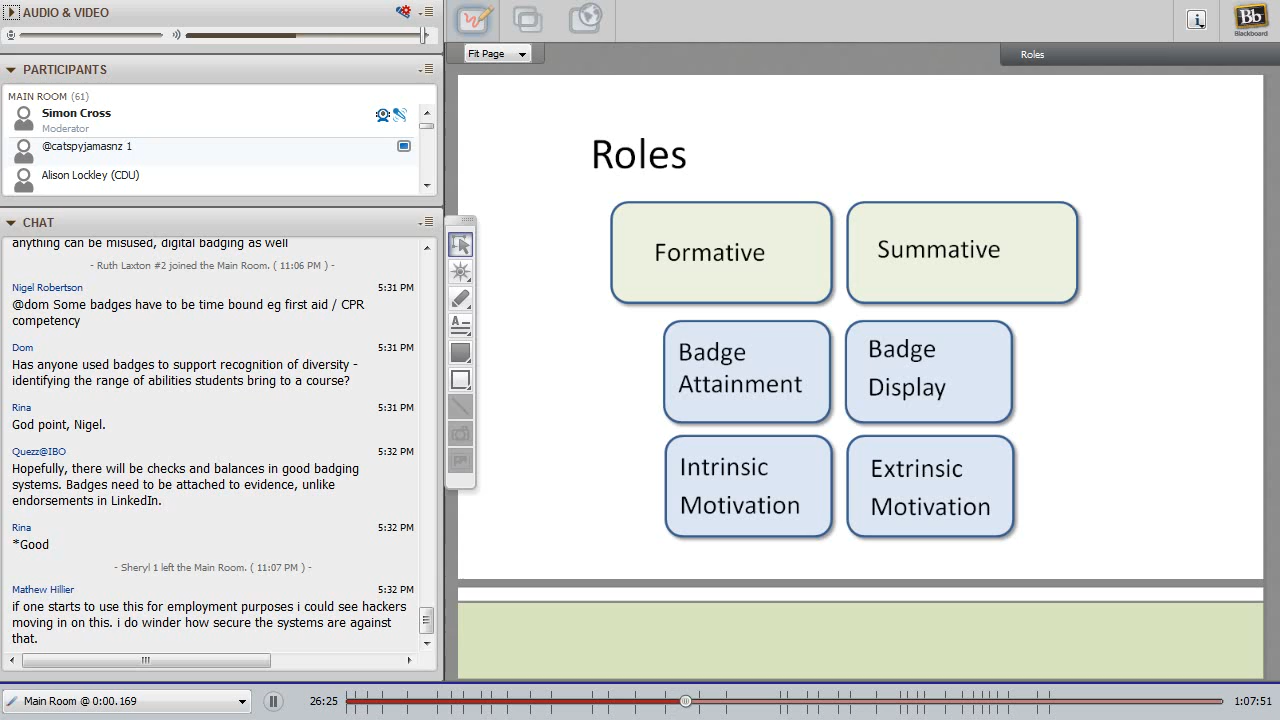 AUDIO & VIDEO
PARTICIPANTS
MAIN ROOM (61)
Simon Cross
Moderator
@catspyjamasnz 1
Alison Lockley (CDU)
CHAT
anything can be misused, digital badging as well
- Ruth Laxton #2 joined the Main Room. ( 11:06 PM ) -
Nigel Robertson 5:31 PM
@dom Some badges have to be time bound eg first aid / CPR
competency
Dom 5:31 PM
Has anyone used badges to support recognition of diversity -
identifying the range of abilities students bring to a course?
Rina 5:31 PM
God point, Nigel.
Quezz@IBO 5:32 PM
Hopefully, there will be checks and balances in good badging
systems. Badges need to be attached to evidence, unlike
endorsements in LinkedIn.
Rina 5:32 PM
*Good
- Sheryl 1 left the Main Room. ( 11:07 PM ) -
Mathew Hillier 5:32 PM
if one starts to use this for employment purposes i could see hackers
moving in on this. i do winder how secure the systems are against
that.
Main Room @ 0:00.169
26:25
1:07:51
Fit Page
Roles
Bb
Blackboard
Roles
Formative
Summative
Badge
Attainment
Badge
Display
Intrinsic
Motivation
Extrinsic
Motivation